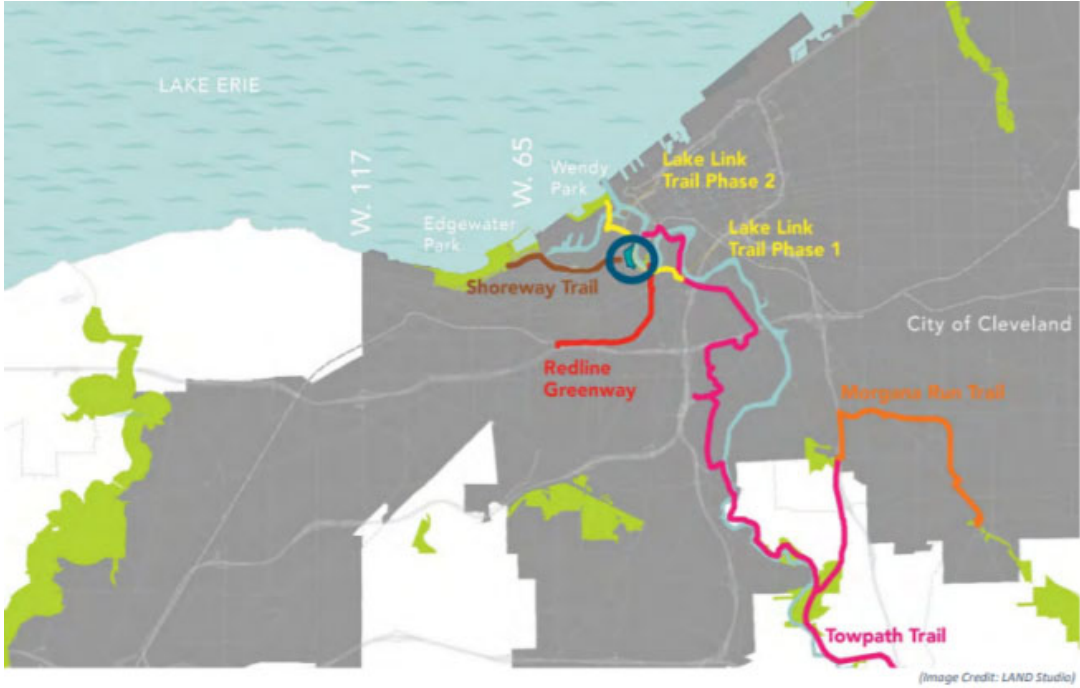 LAKE ERIE
W. 117
W. 65
Wendy
Park
Lake Link
Trail Phase 2
Edgewater
Park
Lake Link
Trail Phase 1
Shoreway Trail
City of Cleveland
Redline
Greenway
Morgana Run Trail
Towpath Trail
(Image Credit: LAND Studio)